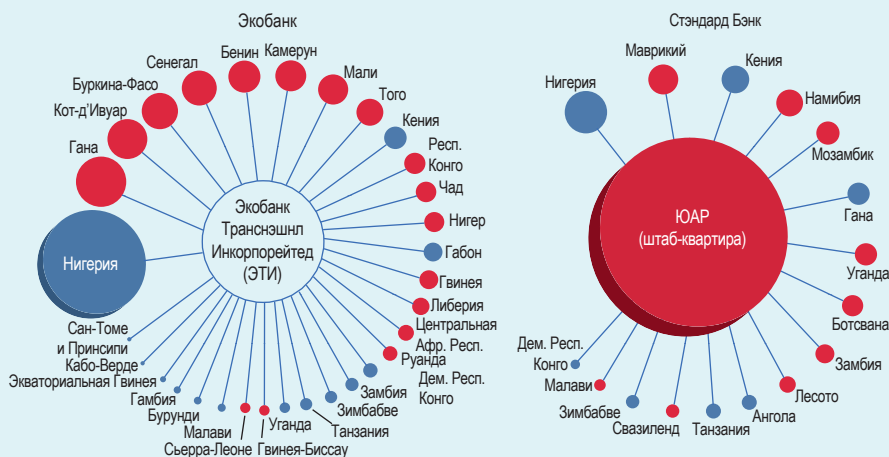 Экобанк
Стэндард Бэнк
Бенин
Камерун
Сенегал
Мали
Буркина-Фасо
Того
Кот-д’Ивуар
Кения
Гана
Респ.
Конго
Чад
Нигер
Габон
Гвинея
Либерия
Центральная
Афр. Респ.
Руанда
Дем. Респ.
Конго
Замбия
Зимбабве
Танзания
Уганда
Гвинея-Биссау
Сьерра-Леоне
Малави
Бурунди
Гамбия
Экваториальная Гвинея
Кабо-Верде
Сан-Томе
и Принсипи
Нигерия
Экобанк
Транснэшнл
Инкорпорейтед
(ЭТИ)
Нигерия
Маврикий
Кения
Намибия
Мозамбик
Гана
Уганда
Ботсвана
Замбия
Лесото
Ангола
Танзания
Свазиленд
Зимбабве
Малави
Дем. Респ.
Конго
ЮАР
(штаб-квартира)